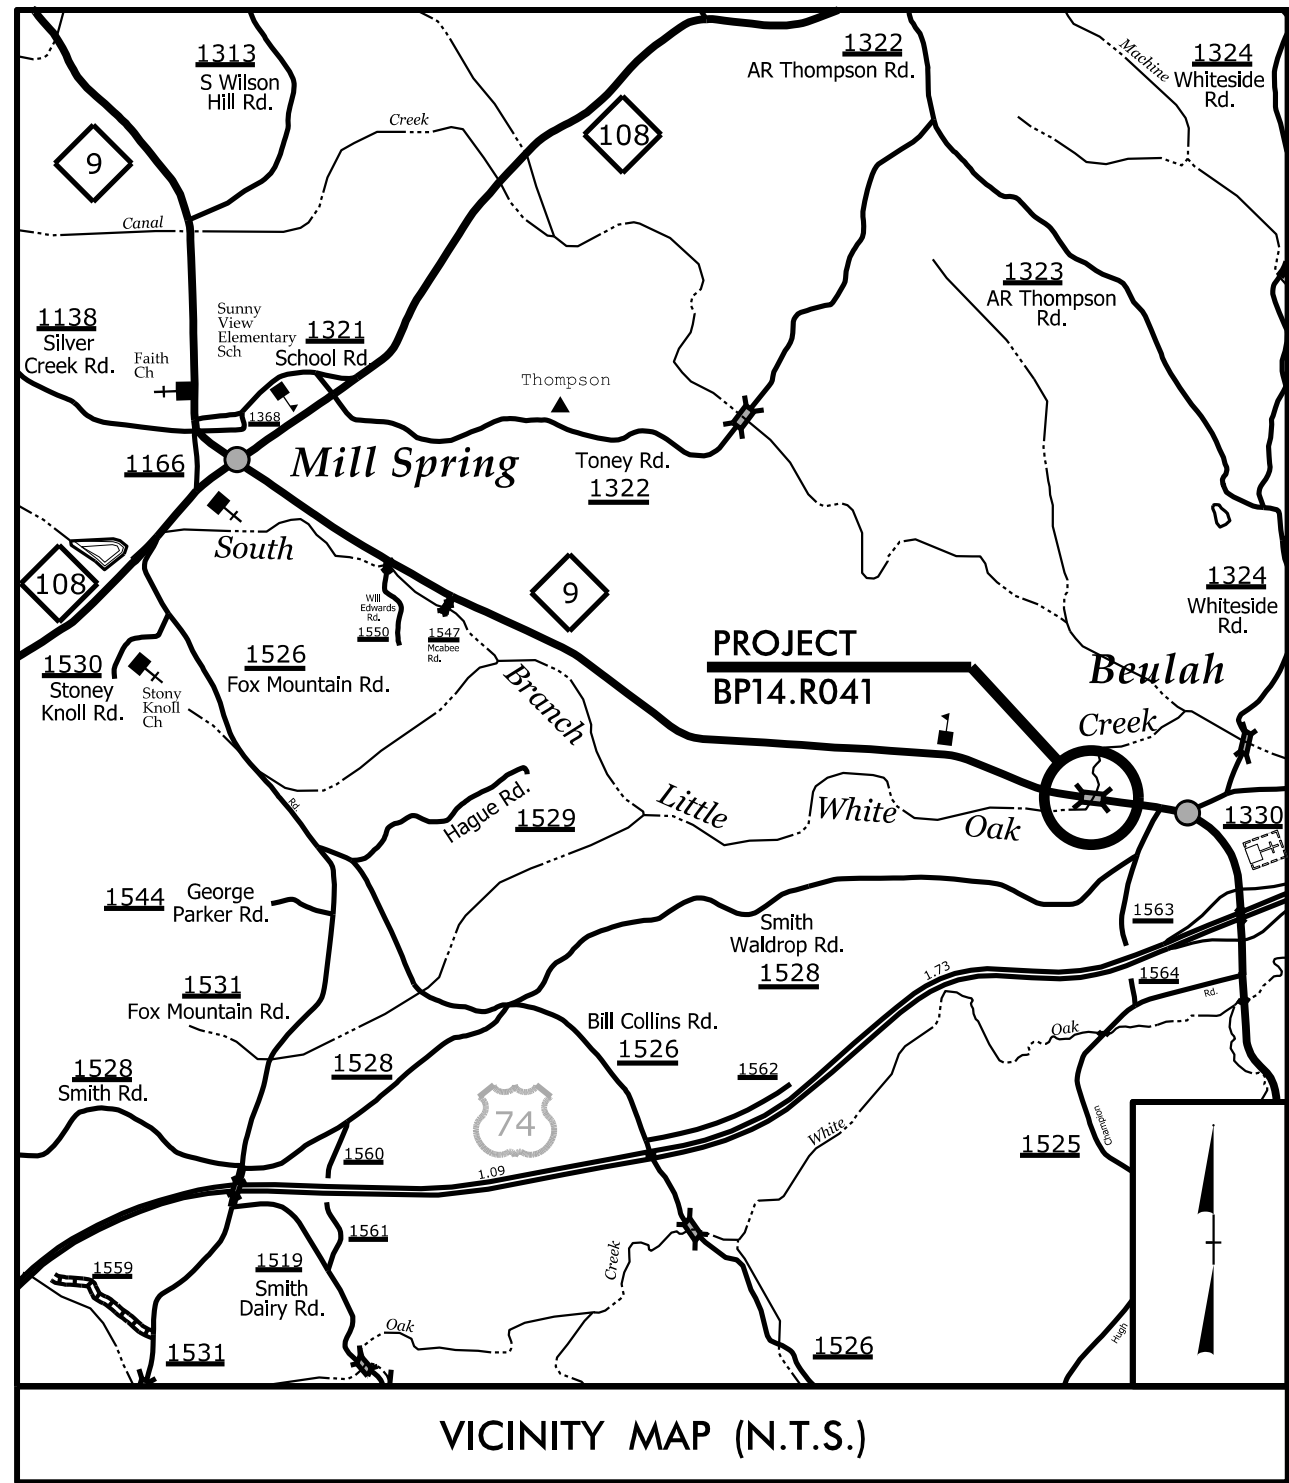 1313
S Wilson
Hill Rd.
1322
AR Thompson Rd.
Machine
1324
Whiteside
Rd.
9
108
Creek
Canal
1323
AR Thompson
Rd.
1138
Silver
Creek Rd.
Faith
Ch
Sunny
View
Elementary
Sch
1321
School Rd.
Thompson
1368
1166
Mill Spring
Toney Rd.
1322
South
108
Will
Edwards
Rd.
1550
1547
Mcabee
Rd.
9
1324
Whiteside
Rd.
1530
Stoney
Knoll Rd.
Stony
Knoll
Ch
1526
Fox Mountain Rd.
PROJECT
BP14.R041
Beulah
Creek
Branch
Rd.
Hague Rd.
1529
Little
White
Oak
1330
1544
George
Parker Rd.
Smith
Waldrop Rd.
1528
1563
1.73
1564
Rd.
1531
Fox Mountain Rd.
Bill Collins Rd.
1526
Oak
1528
Smith Rd.
1528
1562
74
White
Champion
1525
1560
1.09
1561
1559
1519
Smith
Dairy Rd.
Creek
Oak
1531
1526
Hugh
VICINITY MAP (N.T.S.)